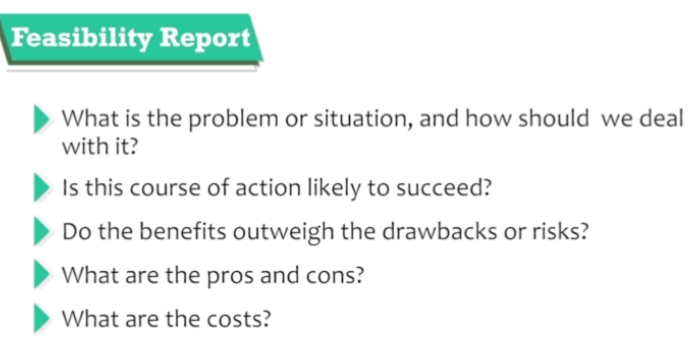 Feasibility Report
What is the problem or situation, and how should we deal
with it?
Is this course of action likely to succeed?
Do the benefits outweigh the drawbacks or risks?
What are the pros and cons?
What are the costs?